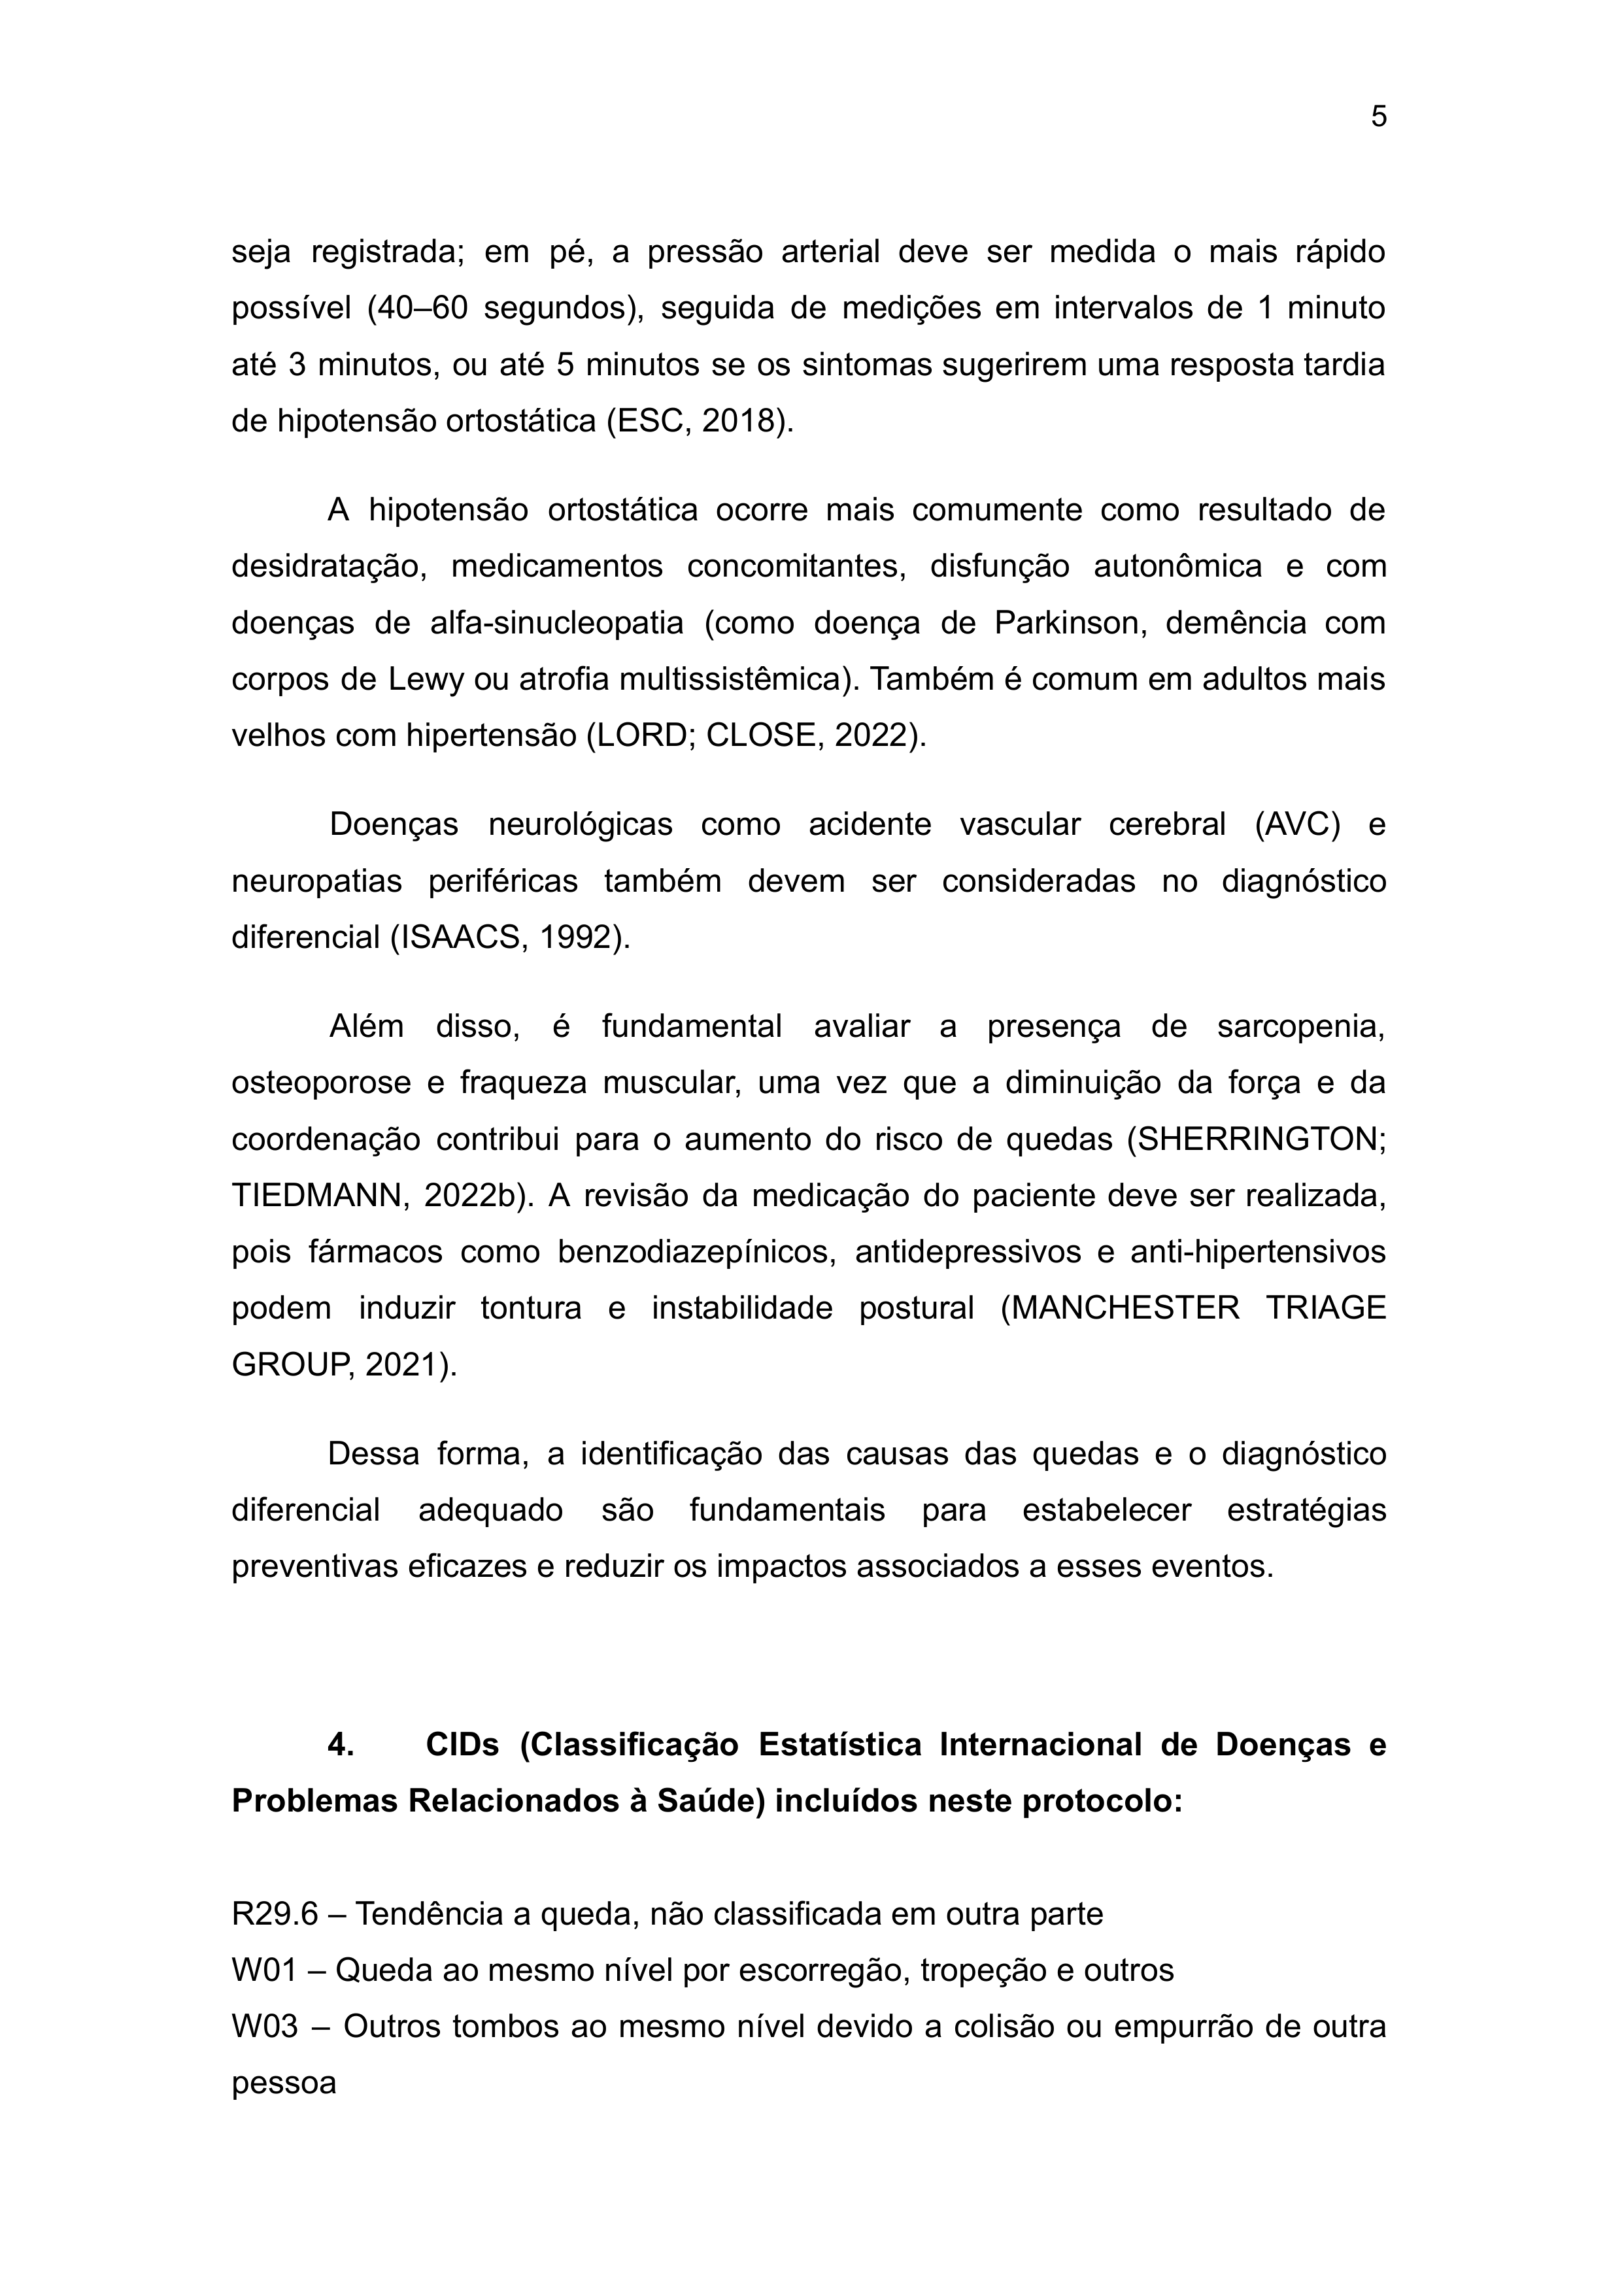 5
seja registrada; em pé, a pressão arterial deve ser medida o mais rápido
possível (40–60 segundos), seguida de medições em intervalos de 1 minuto
até 3 minutos, ou até 5 minutos se os sintomas sugerirem uma resposta tardia
de hipotensão ortostática (ESC, 2018).
A hipotensão ortostática ocorre mais comumente como resultado de
desidratação, medicamentos concomitantes, disfunção autonômica e com
doenças de alfa-sinucleopatia (como doença de Parkinson, demência com
corpos de Lewy ou atrofia multissistêmica). Também é comum em adultos mais
velhos com hipertensão (LORD; CLOSE, 2022).
Doenças neurológicas como acidente vascular cerebral (AVC) e
neuropatias periféricas também devem ser consideradas no diagnóstico
diferencial (ISAACS, 1992).
Além disso, é fundamental avaliar a presença de sarcopenia,
osteoporose e fraqueza muscular, uma vez que a diminuição da força e da
coordenação contribui para o aumento do risco de quedas (SHERRINGTON;
TIEDMANN, 2022b). A revisão da medicação do paciente deve ser realizada,
pois fármacos como benzodiazepínicos, antidepressivos e anti-hipertensivos
podem induzir tontura e instabilidade postural (MANCHESTER TRIAGE
GROUP, 2021).
Dessa forma, a identificação das causas das quedas e o diagnóstico
diferencial adequado são fundamentais para estabelecer estratégias
preventivas eficazes e reduzir os impactos associados a esses eventos.
4. CIDs (Classificação Estatística Internacional de Doenças e
Problemas Relacionados à Saúde) incluídos neste protocolo:
R29.6 – Tendência a queda, não classificada em outra parte
W01 – Queda ao mesmo nível por escorregão, tropeção e outros
W03 – Outros tombos ao mesmo nível devido a colisão ou empurrão de outra
pessoa